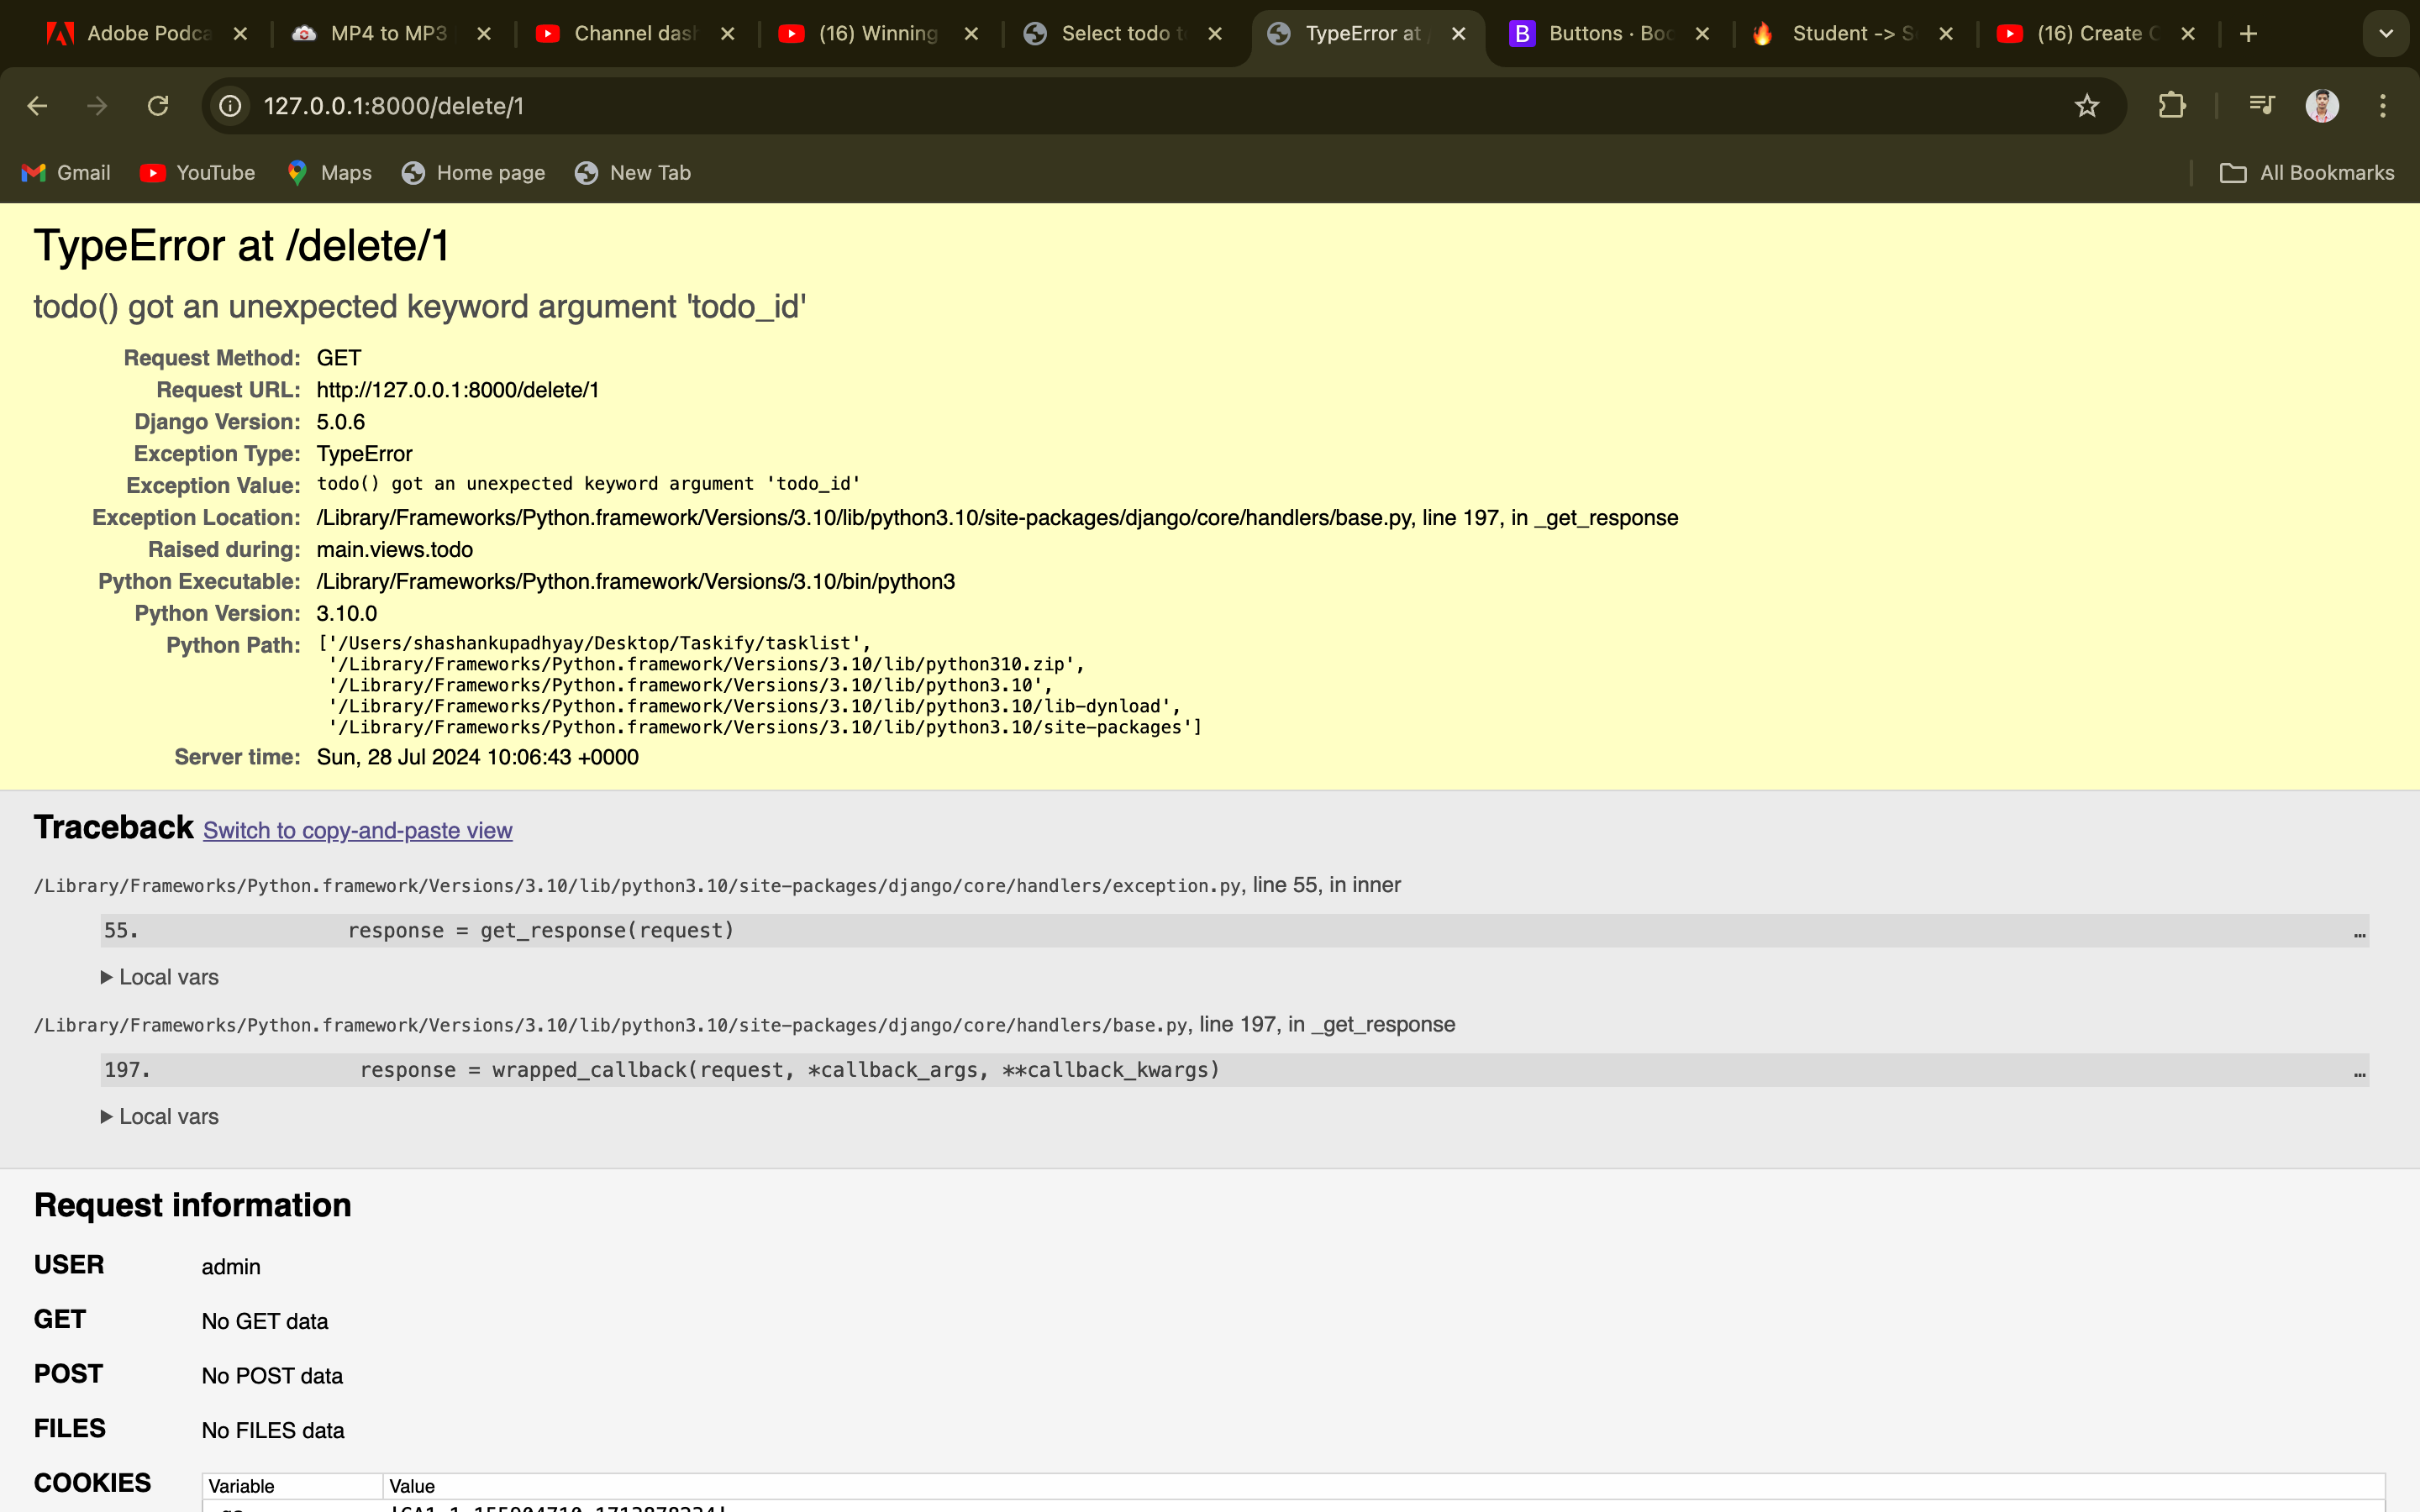 Adobe Podca
MP4 to MP3
Channel dash
(16) Winning
Select todo t
TypeError at /
Buttons · Boo
Student -> S
(16) Create C
127.0.0.1:8000/delete/1
Gmail
YouTube
Maps
Home page
New Tab
All Bookmarks
TypeError at /delete/1
todo() got an unexpected keyword argument 'todo_id'
Request Method: GET
Request URL: http://127.0.0.1:8000/delete/1
Django Version: 5.0.6
Exception Type: TypeError
Exception Value: todo() got an unexpected keyword argument 'todo_id'
Exception Location: /Library/Frameworks/Python.framework/Versions/3.10/lib/python3.10/site-packages/django/core/handlers/base.py, line 197, in _get_response
Raised during: main.views.todo
Python Executable: /Library/Frameworks/Python.framework/Versions/3.10/bin/python3
Python Version: 3.10.0
Python Path: ['/Users/shashankupadhyay/Desktop/Taskify/tasklist',
'/Library/Frameworks/Python.framework/Versions/3.10/lib/python310.zip',
'/Library/Frameworks/Python.framework/Versions/3.10/lib/python3.10',
'/Library/Frameworks/Python.framework/Versions/3.10/lib/python3.10/lib-dynload',
'/Library/Frameworks/Python.framework/Versions/3.10/lib/python3.10/site-packages']
Server time: Sun, 28 Jul 2024 10:06:43 +0000
Traceback Switch to copy-and-paste view
/Library/Frameworks/Python.framework/Versions/3.10/lib/python3.10/site-packages/django/core/handlers/exception.py, line 55, in inner
55. response = get_response(request) …
▶ Local vars
/Library/Frameworks/Python.framework/Versions/3.10/lib/python3.10/site-packages/django/core/handlers/base.py, line 197, in _get_response
197. response = wrapped_callback(request, *callback_args, **callback_kwargs) …
▶ Local vars
Request information
USER admin
GET No GET data
POST No POST data
FILES No FILES data
COOKIES Variable Value